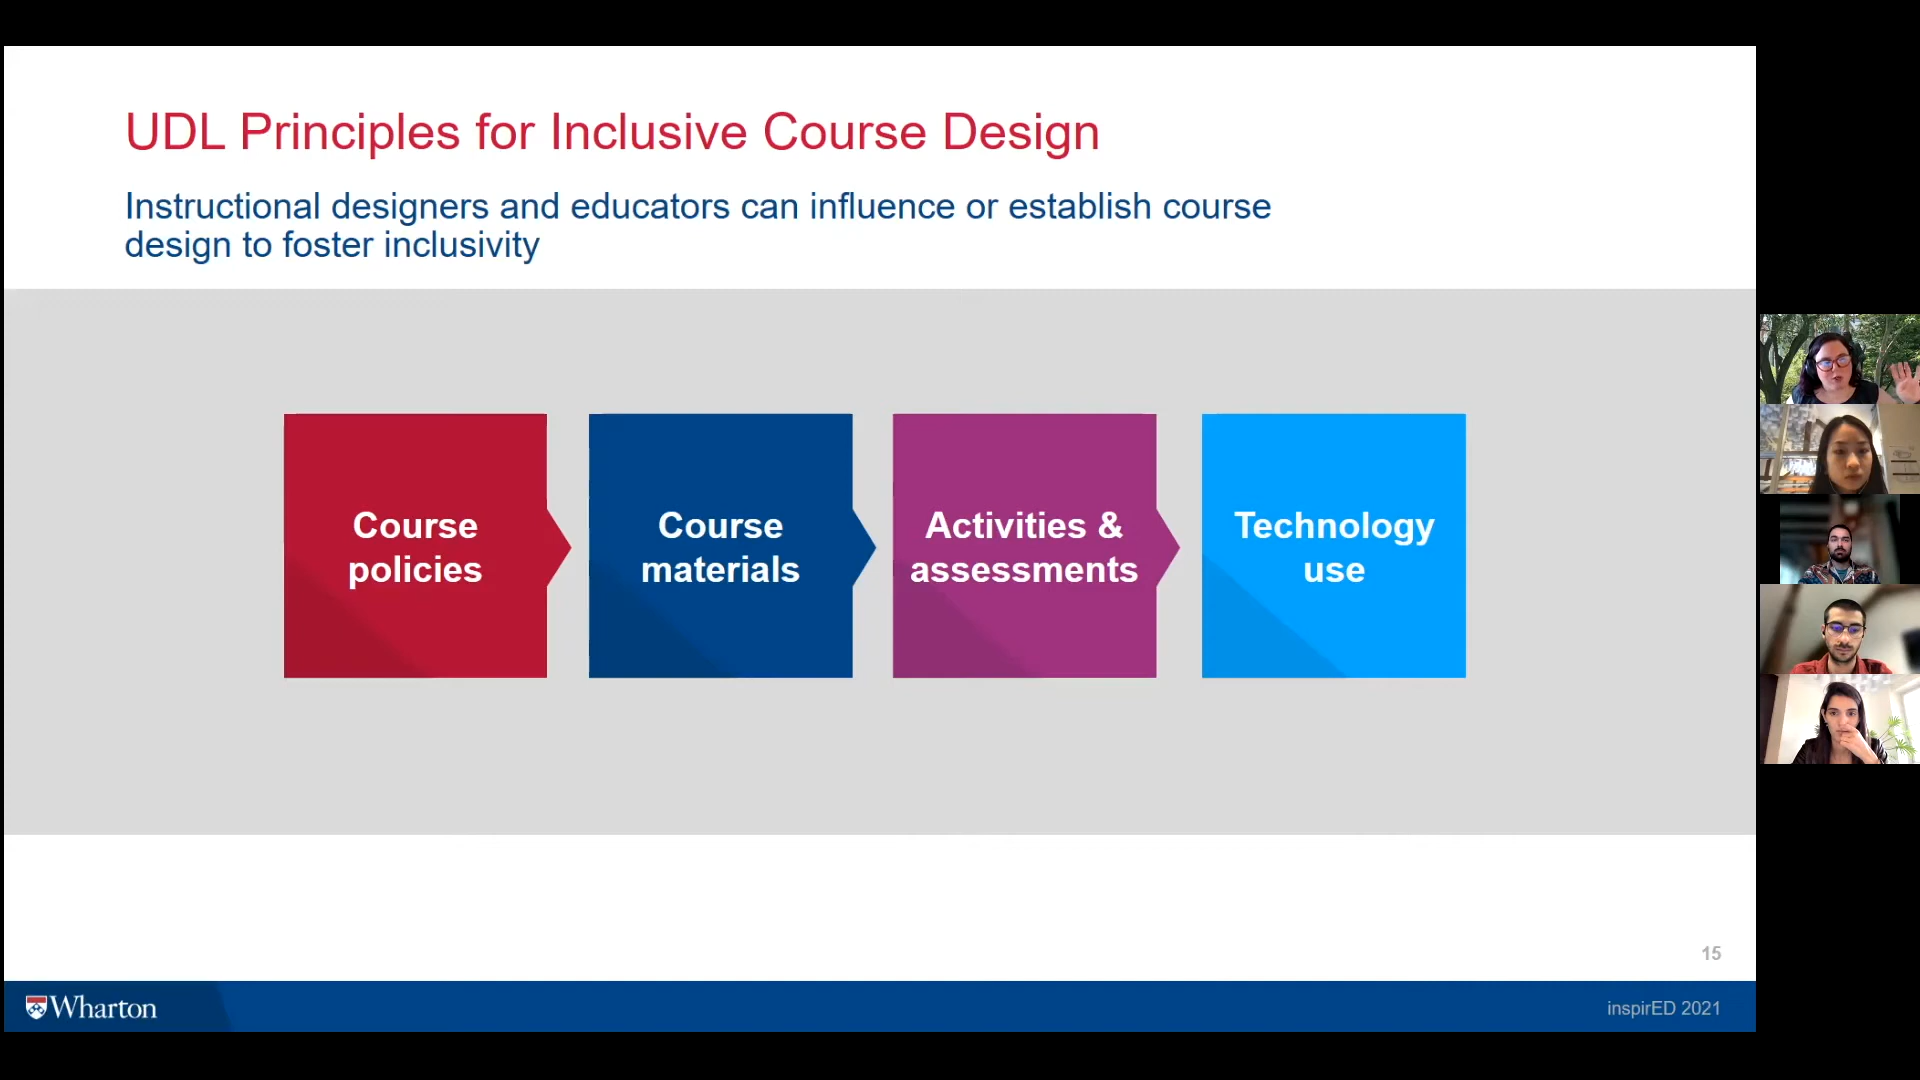 UDL Principles for Inclusive Course Design
Instructional designers and educators can influence or establish course
design to foster inclusivity
Course
policies
Course
materials
Activities &
assessments
Technology
use
15
Wharton
inspirED 2021